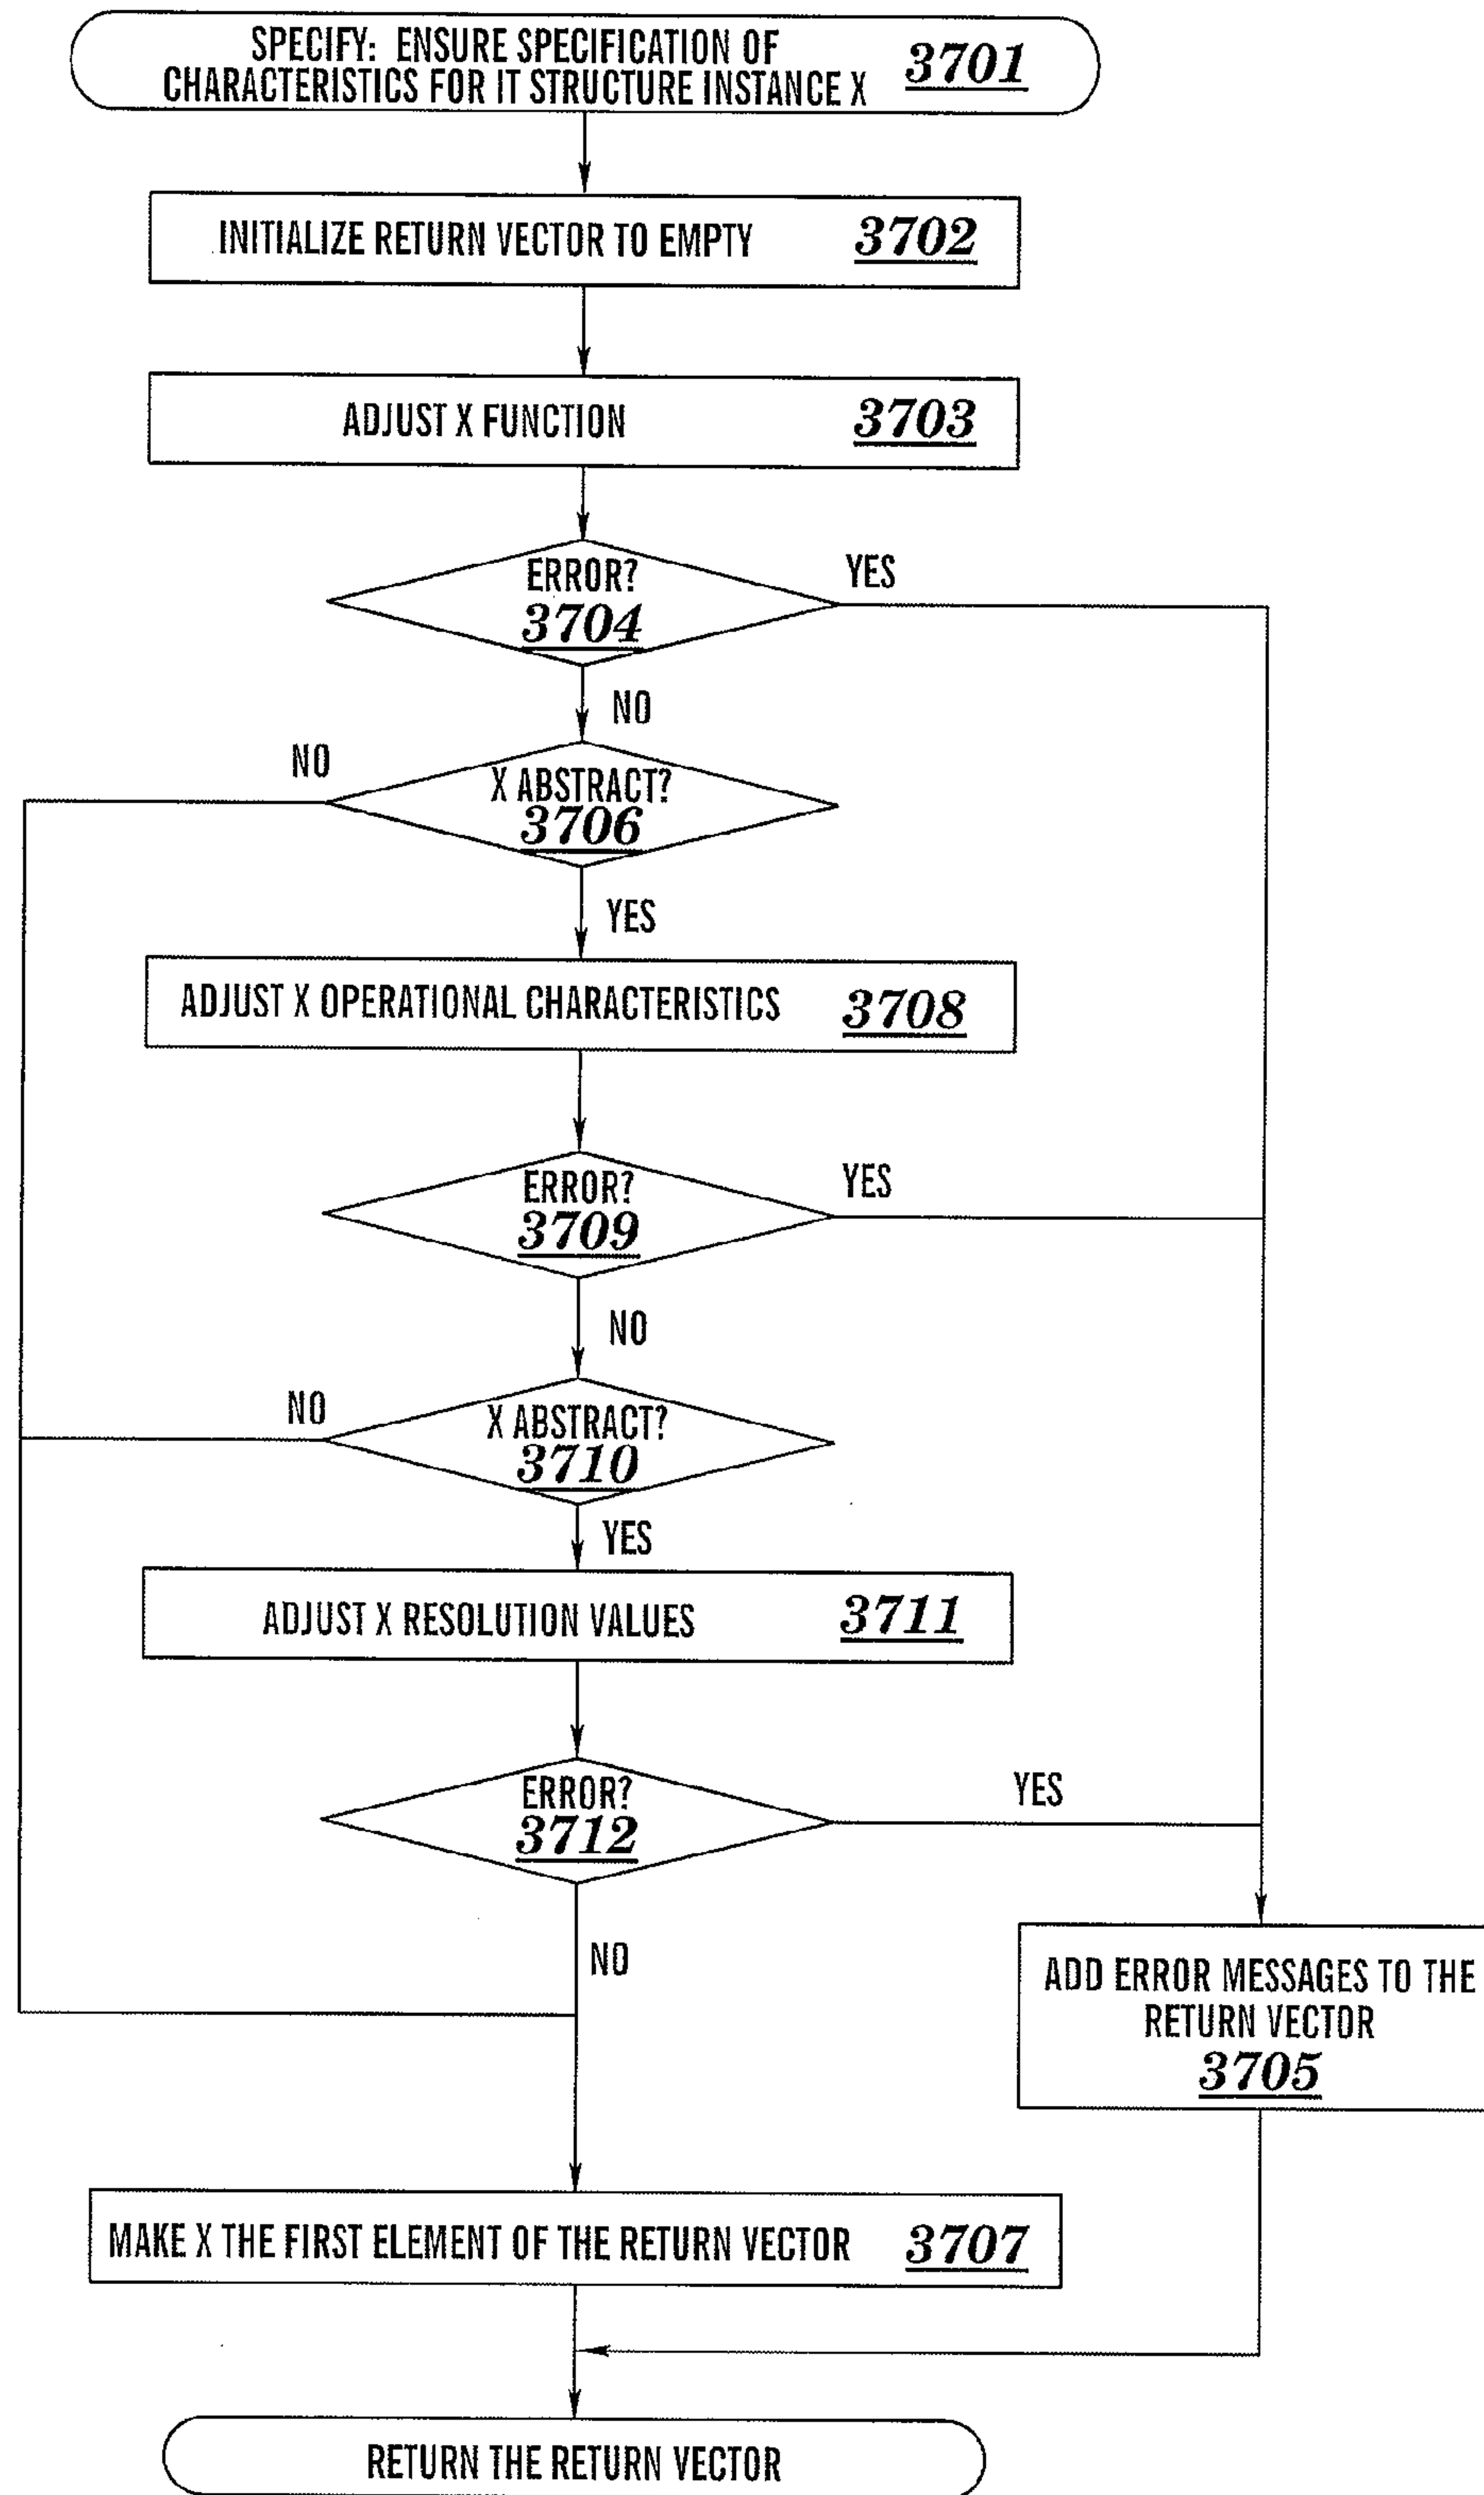 SPECIFY: ENSURE SPECIFICATION OF
CHARACTERISTICS FOR IT STRUCTURE INSTANCE X
3701
INITIALIZE RETURN VECTOR TO EMPTY 3702
ADJUST X FUNCTION 3703
ERROR?
3704
YES
NO
NO
X ABSTRACT?
3706
YES
ADJUST X OPERATIONAL CHARACTERISTICS 3708
ERROR?
3709
YES
NO
NO
X ABSTRACT?
3710
YES
ADJUST X RESOLUTION VALUES 3711
ERROR?
3712
YES
NO
ADD ERROR MESSAGES TO THE
RETURN VECTOR
3705
MAKE X THE FIRST ELEMENT OF THE RETURN VECTOR 3707
RETURN THE RETURN VECTOR